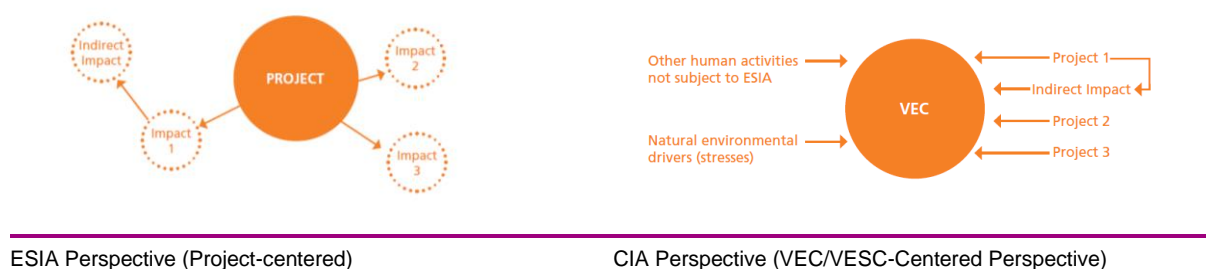 Indirect
Impact
PROJECT
Impact
2
Impact
1
Impact
3
Other human activities
not subject to ESIA
Natural environmental
drivers (stresses)
VEC
Project 1
Indirect Impact
Project 2
Project 3
ESIA Perspective (Project-centered)
CIA Perspective (VEC/VESC-Centered Perspective)